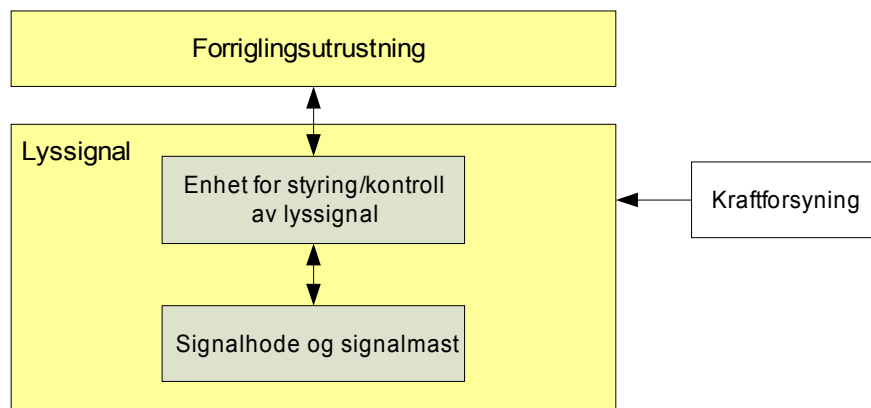 Forriglingsutrustning
Lyssignal
Enhet for styring/kontroll
av lyssignal
Kraftforsyning
Signalhode og signalmast